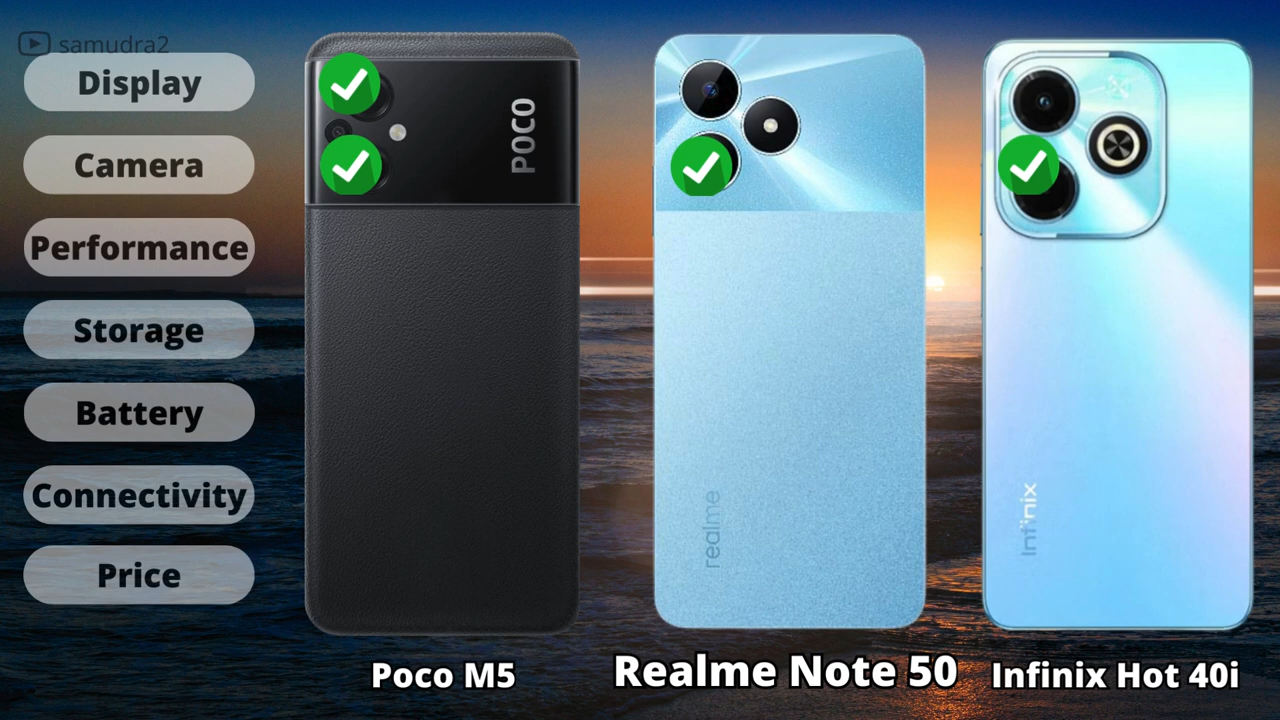 samudra2
Display
Camera
Performance
Storage
Battery
Connectivity
Price
POCO
realme
Infinix
Poco M5
Realme Note 50
Infinix Hot 40i